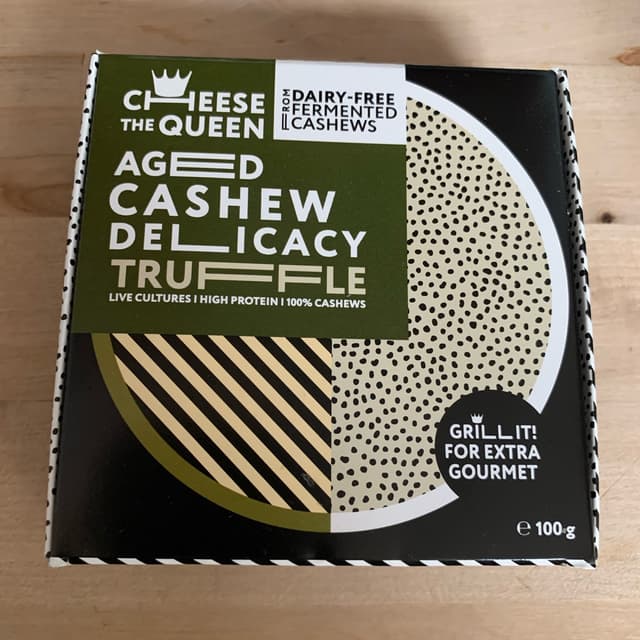 CHEESE
THE QUEEN
FROM
DAIRY-FREE
FERMENTED
CASHEWS
AGED
CASHEW
DELICACY
TRUFFLE
LIVE CULTURES I HIGH PROTEIN I 100% CASHEWS
GRILL IT!
FOR EXTRA
GOURMET
℮ 100 g